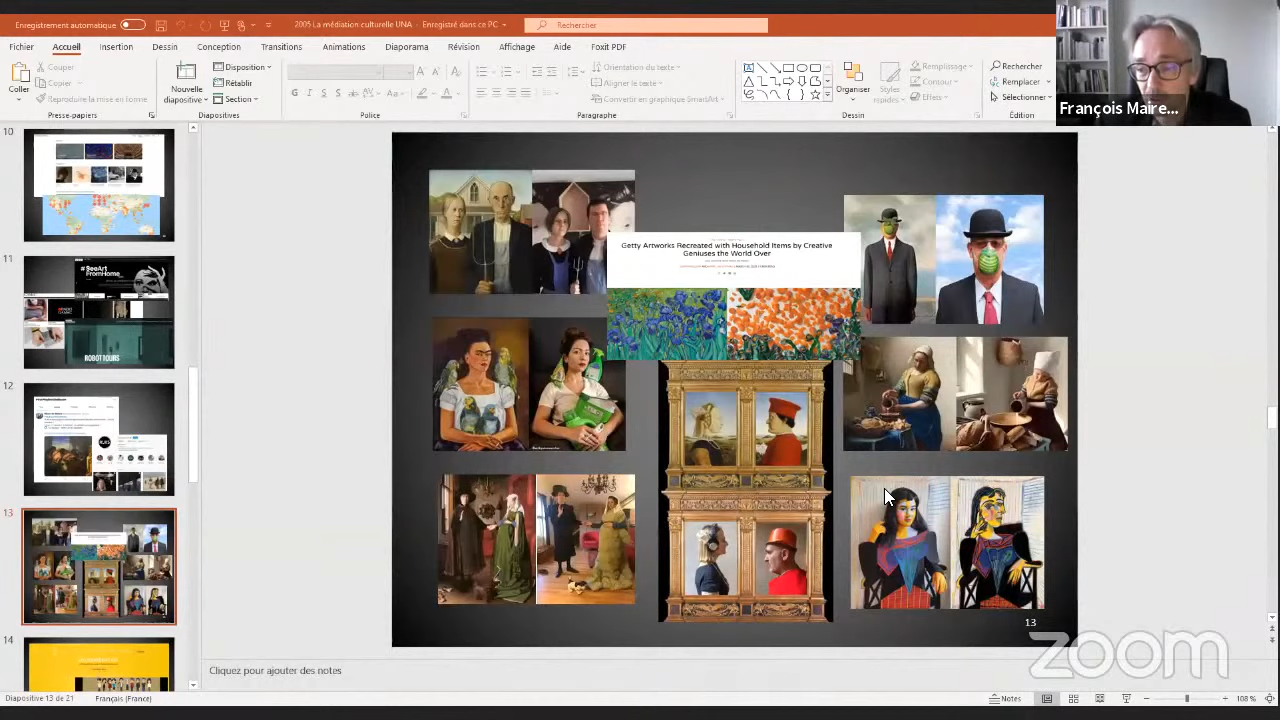 Enregistrement automatique
2005 La médiation culturelle UNA - Enregistré dans ce PC
Rechercher
Fichier
Accueil
Insertion
Dessin
Conception
Transitions
Animations
Diaporama
Révision
Affichage
Aide
Foxit PDF
Coller
Couper
Copier
Reproduire la mise en forme
Presse-papiers
Nouvelle
diapositive
Disposition
Rétablir
Section
Diapositives
G I S S
Police
Orientation du texte
Aligner le texte
Convertir en graphique SmartArt
Paragraphe
Organiser
Styles
rapides
Remplissage
Contour
Effets
Dessin
Rechercher
Remplacer
Sélectionner
Édition
François Maire...
10
11
#SeeArt
FromHome
ROBOT TOURS
12
13
14
Getty Artworks Recreated with Household Items by Creative
Geniuses the World Over
13
zoom
Cliquez pour ajouter des notes
Diapositive 13 de 21
Français (France)
Notes
108 %